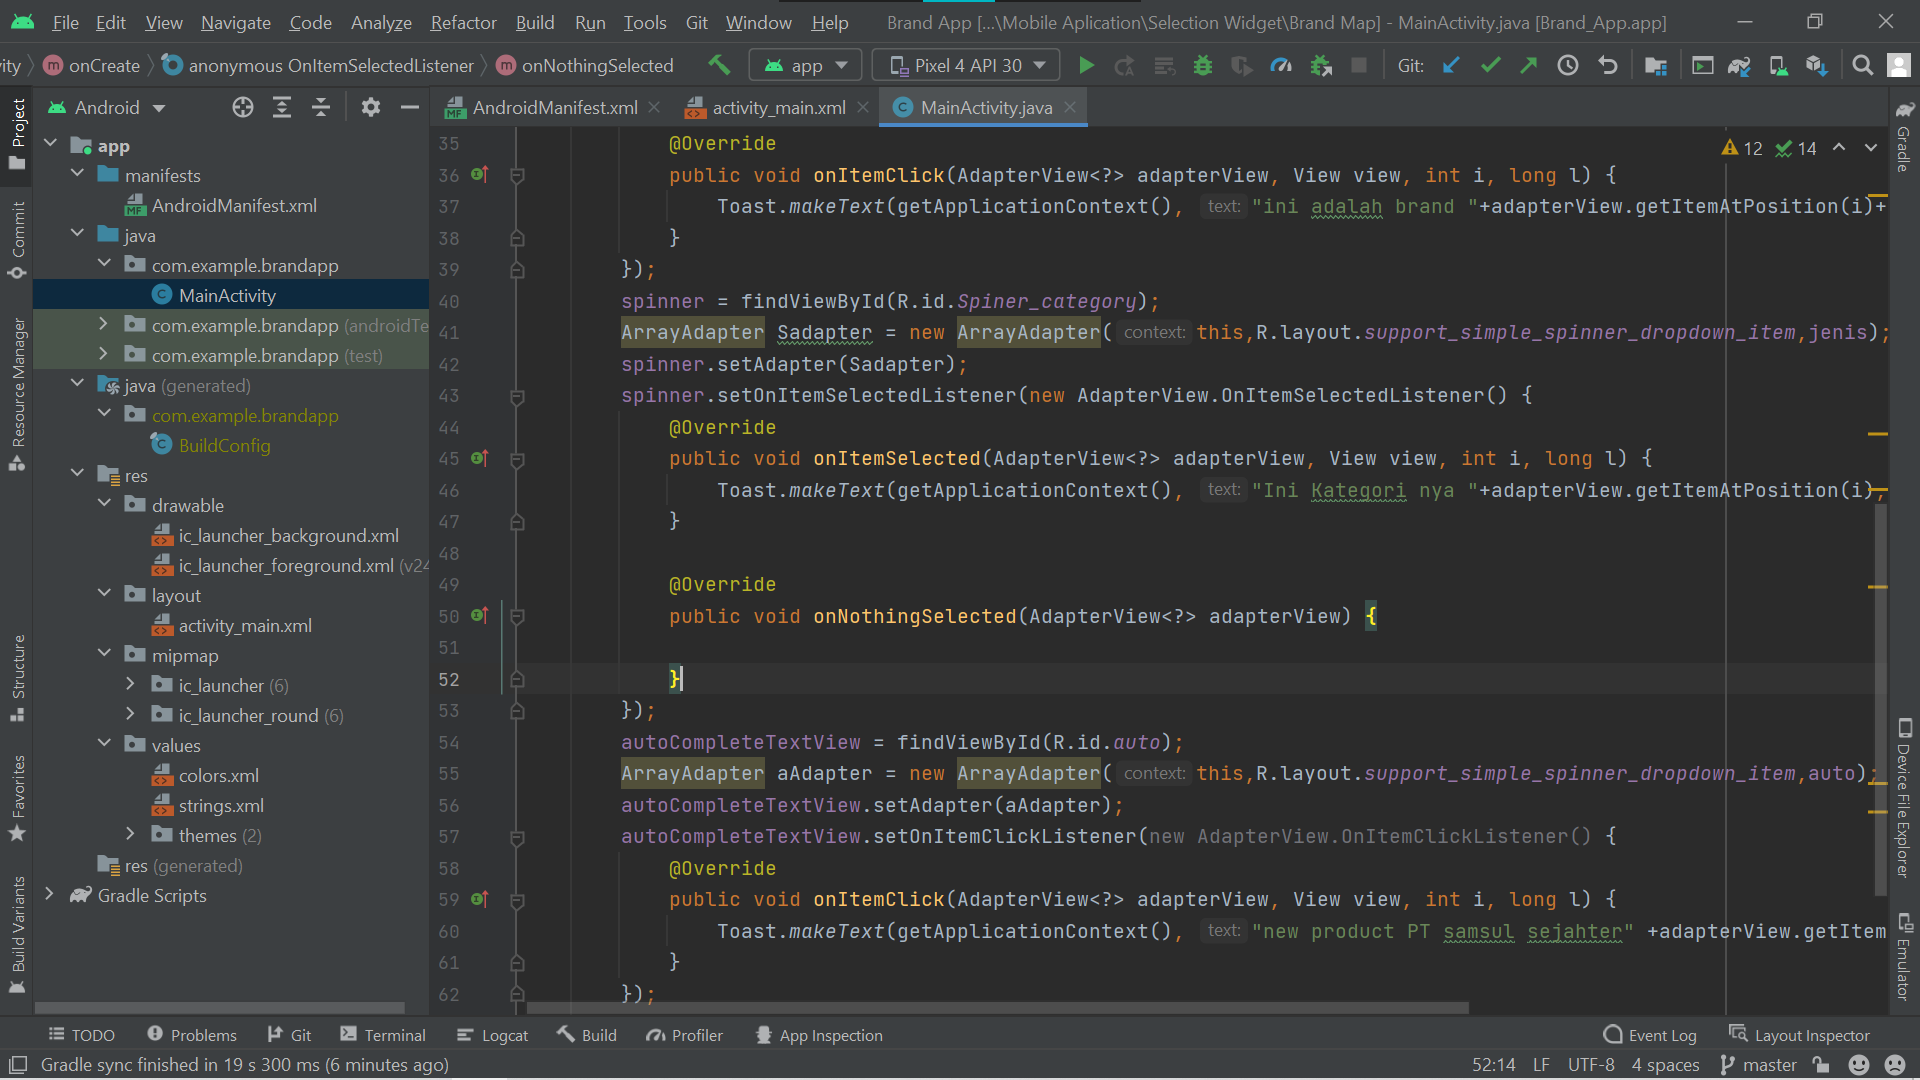 File Edit View Navigate Code Analyze Refactor Build Run Tools Git Window Help Brand App [...\Mobile Aplication\Selection Widget\Brand Map] - MainActivity.java [Brand_App.app]
ity onCreate anonymous OnItemSelectedListener onNothingSelected app Pixel 4 API 30 Git:
Android
AndroidManifest.xml activity_main.xml MainActivity.java
Project
Commit
Resource Manager
Structure
Favorites
Build Variants
app
manifests
AndroidManifest.xml
java
com.example.brandapp
MainActivity
com.example.brandapp (androidTe
com.example.brandapp (test)
java (generated)
com.example.brandapp
BuildConfig
res
drawable
ic_launcher_background.xml
ic_launcher_foreground.xml (v24
layout
activity_main.xml
mipmap
ic_launcher (6)
ic_launcher_round (6)
values
colors.xml
strings.xml
themes (2)
res (generated)
Gradle Scripts
12 14
35 @Override
36 public void onItemClick(AdapterView<?> adapterView, View view, int i, long l) {
37 Toast.makeText(getApplicationContext(), text: "ini adalah brand "+adapterView.getItemAtPosition(i)+
38 }
39 });
40 spinner = findViewById(R.id.Spiner_category);
41 ArrayAdapter Sadapter = new ArrayAdapter( context: this,R.layout.support_simple_spinner_dropdown_item,jenis);
42 spinner.setAdapter(Sadapter);
43 spinner.setOnItemSelectedListener(new AdapterView.OnItemSelectedListener() {
44 @Override
45 public void onItemSelected(AdapterView<?> adapterView, View view, int i, long l) {
46 Toast.makeText(getApplicationContext(), text: "Ini Kategori nya "+adapterView.getItemAtPosition(i),
47 }
48
49 @Override
50 public void onNothingSelected(AdapterView<?> adapterView) {
51
52 }
53 });
54 autoCompleteTextView = findViewById(R.id.auto);
55 ArrayAdapter aAdapter = new ArrayAdapter( context: this,R.layout.support_simple_spinner_dropdown_item,auto);
56 autoCompleteTextView.setAdapter(aAdapter);
57 autoCompleteTextView.setOnItemClickListener(new AdapterView.OnItemClickListener() {
58 @Override
59 public void onItemClick(AdapterView<?> adapterView, View view, int i, long l) {
60 Toast.makeText(getApplicationContext(), text: "new product PT samsul sejahter" +adapterView.getItem
61 }
62 });
Gradle
Device File Explorer
Emulator
TODO Problems Git Terminal Logcat Build Profiler App Inspection Event Log Layout Inspector
Gradle sync finished in 19 s 300 ms (6 minutes ago) 52:14 LF UTF-8 4 spaces master